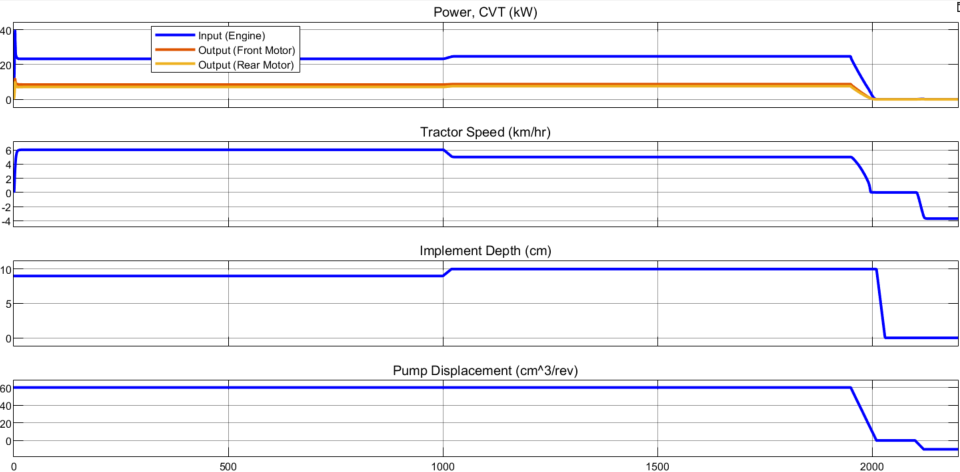 Power, CVT (kW)
40
20
0
Input (Engine)
Output (Front Motor)
Output (Rear Motor)
Tractor Speed (km/hr)
6
4
2
0
-2
-4
Implement Depth (cm)
10
5
0
Pump Displacement (cm^3/rev)
60
40
20
0
0 500 1000 1500 2000